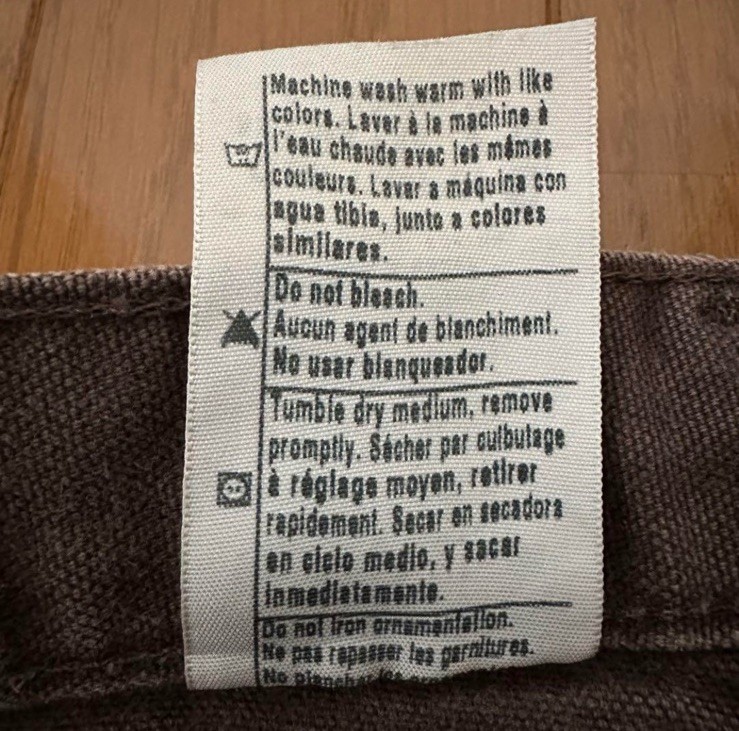 Machine wash warm with like
colors. Laver à la machine à
l'eau chaude avec les mêmes
couleurs. Lavar a máquina con
agua tibia, junto a colores
similares.
Do not bleach.
Aucun agent de blanchiment.
No usar blanqueador.
Tumble dry medium, remove
promptly. Sécher par culbutage
à réglage moyen, retirer
rapidement. Secar en secadora
en ciclo medio, y sacar
inmediatamente.
Do not iron ornamentation.
Ne pas repasser les garnitures.
No planchar los